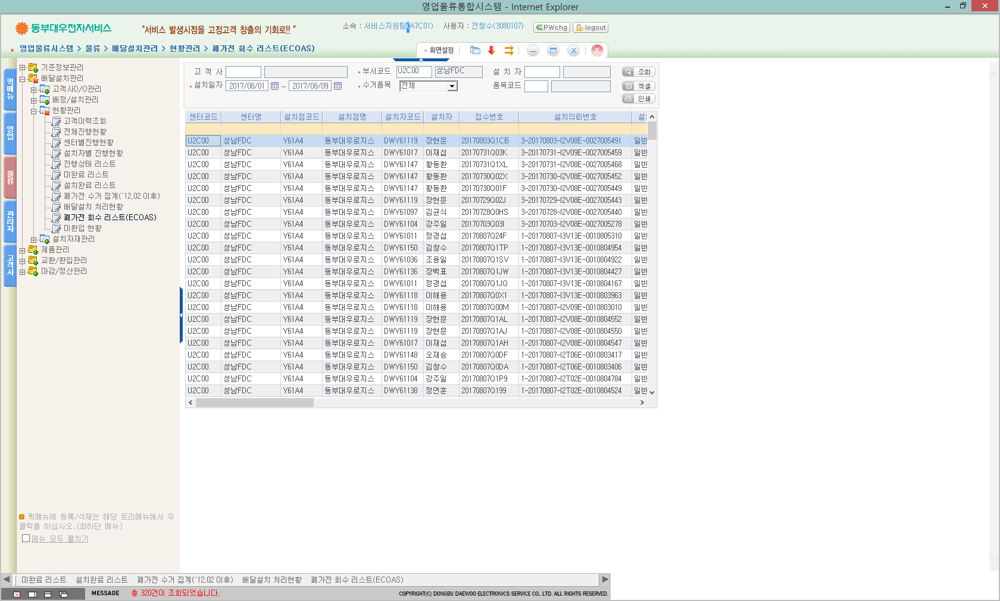 영업물류통합시스템 - Internet Explorer
동부대우전자서비스
"서비스 발생시점을 고정고객 창출의 기회로!! "
소속 : 서비스지원팀(A7C01) 사용자 : 전창수(3080107)
PWchg logout
영업물류시스템 > 물류 > 배달설치관리 > 현황관리 > 폐가전 회수 리스트(ECOAS)
화면설정
퀵메뉴
영업
물류
관리자
고객사
기준정보관리
배달설치관리
고객사D/O관리
배정/설치관리
현황관리
고객이력조회
전체진행현황
센터별진행현황
설치자별 진행현황
진행상태 리스트
미완료 리스트
설치완료 리스트
폐가전 수거 집계('12,02 이후)
배달설치 처리현황
폐가전 회수 리스트(ECOAS)
미환입 현황
설치자재관리
제품관리
교환/환입관리
마감/정산관리
퀵메뉴에 등록/삭제는 해당 트리메뉴에서 우
클릭을 하십시오.(최하단 메뉴)
메뉴 모두 펼치기
고 객 사 부서코드 U2C00 성남FDC 설 치 자 조회
설치일자 2017/08/01 ~ 2017/08/09 수거품목 전체 품목코드 엑셀
인쇄
센터코드 센터명 설치점코드 설치점명 설치자코드 설치자 접수번호 설치의뢰번호 설치
U2C00 성남FDC Y61A4 동부대우로지스 DWY61119 장현문 20170803Q1CB 3-20170803-I2V08E-0027005491 일반
U2C00 성남FDC Y61A4 동부대우로지스 DWY61017 이재섭 20170731Q03K 3-20170731-I2V09E-0027005459 일반
U2C00 성남FDC Y61A4 동부대우로지스 DWY61147 황동환 20170731Q1XL 3-20170731-I2V08E-0027005468 일반
U2C00 성남FDC Y61A4 동부대우로지스 DWY61147 황동환 20170730Q02X 3-20170730-I2V08E-0027005452 일반
U2C00 성남FDC Y61A4 동부대우로지스 DWY61147 황동환 20170730Q01F 3-20170730-I2V08E-0027005449 일반
U2C00 성남FDC Y61A4 동부대우로지스 DWY61119 장현문 20170729Q02J 3-20170729-I2V08E-0027005443 일반
U2C00 성남FDC Y61A4 동부대우로지스 DWY61097 김균식 20170728Q0HS 3-20170728-I2V08E-0027005440 일반
U2C00 성남FDC Y61A4 동부대우로지스 DWY61104 강주일 20170703Q03I 3-20170703-I2V08E-0027005278 일반
U2C00 성남FDC Y61A4 동부대우로지스 DWY61011 정경섭 20170807Q24F 1-20170807-I3V13E-0010805310 일반
U2C00 성남FDC Y61A4 동부대우로지스 DWY61150 김창수 20170807Q1TP 1-20170807-I3V13E-0010804954 일반
U2C00 성남FDC Y61A4 동부대우로지스 DWY61036 조용일 20170807Q1SV 1-20170807-I3V13E-0010804922 일반
U2C00 성남FDC Y61A4 동부대우로지스 DWY61136 장백표 20170807Q1JW 1-20170807-I3V13E-0010804427 일반
U2C00 성남FDC Y61A4 동부대우로지스 DWY61011 정경섭 20170807Q1JQ 1-20170807-I3V13E-0010804167 일반
U2C00 성남FDC Y61A4 동부대우로지스 DWY61118 이해용 20170807Q0X1 1-20170807-I3V13E-0010803963 일반
U2C00 성남FDC Y61A4 동부대우로지스 DWY61118 이해용 20170807Q00M 1-20170807-I2V09E-0010803010 일반
U2C00 성남FDC Y61A4 동부대우로지스 DWY61119 장현문 20170807Q1AL 1-20170807-I2V08E-0010804552 일반
U2C00 성남FDC Y61A4 동부대우로지스 DWY61119 장현문 20170807Q1AJ 1-20170807-I2V08E-0010804550 일반
U2C00 성남FDC Y61A4 동부대우로지스 DWY61017 이재섭 20170807Q1AH 1-20170807-I2V08E-0010804547 일반
U2C00 성남FDC Y61A4 동부대우로지스 DWY61148 오재승 20170807Q0DF 1-20170807-I2T06E-0010803417 일반
U2C00 성남FDC Y61A4 동부대우로지스 DWY61150 김창수 20170807Q0DA 1-20170807-I2T06E-0010803406 일반
U2C00 성남FDC Y61A4 동부대우로지스 DWY61104 강주일 20170807Q1P9 1-20170807-I2T02E-0010804784 일반
U2C00 성남FDC Y61A4 동부대우로지스 DWY61138 정연훈 20170807Q199 1-20170807-I2T02E-0010804524 일반
미완료 리스트 설치완료 리스트 폐가전 수거 집계('12,02 이후) 배달설치 처리현황 폐가전 회수 리스트(ECOAS)
MESSAGE 총 320건이 조회되었습니다.
COPYRIGHT(C) DONGBU DAEWOO ELECTRONICS SERVICE CO., LTD. ALL RIGHTS RESERVED.